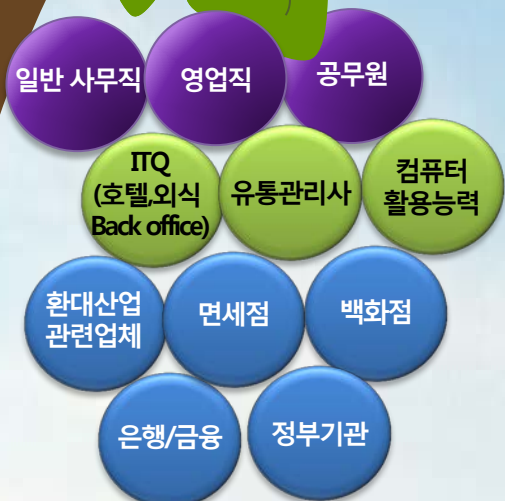 일반 사무직
영업직
공무원
ITQ
(호텔,외식
Back office)
유통관리사
컴퓨터
활용능력
환대산업
관련업체
면세점
백화점
은행/금융
정부기관